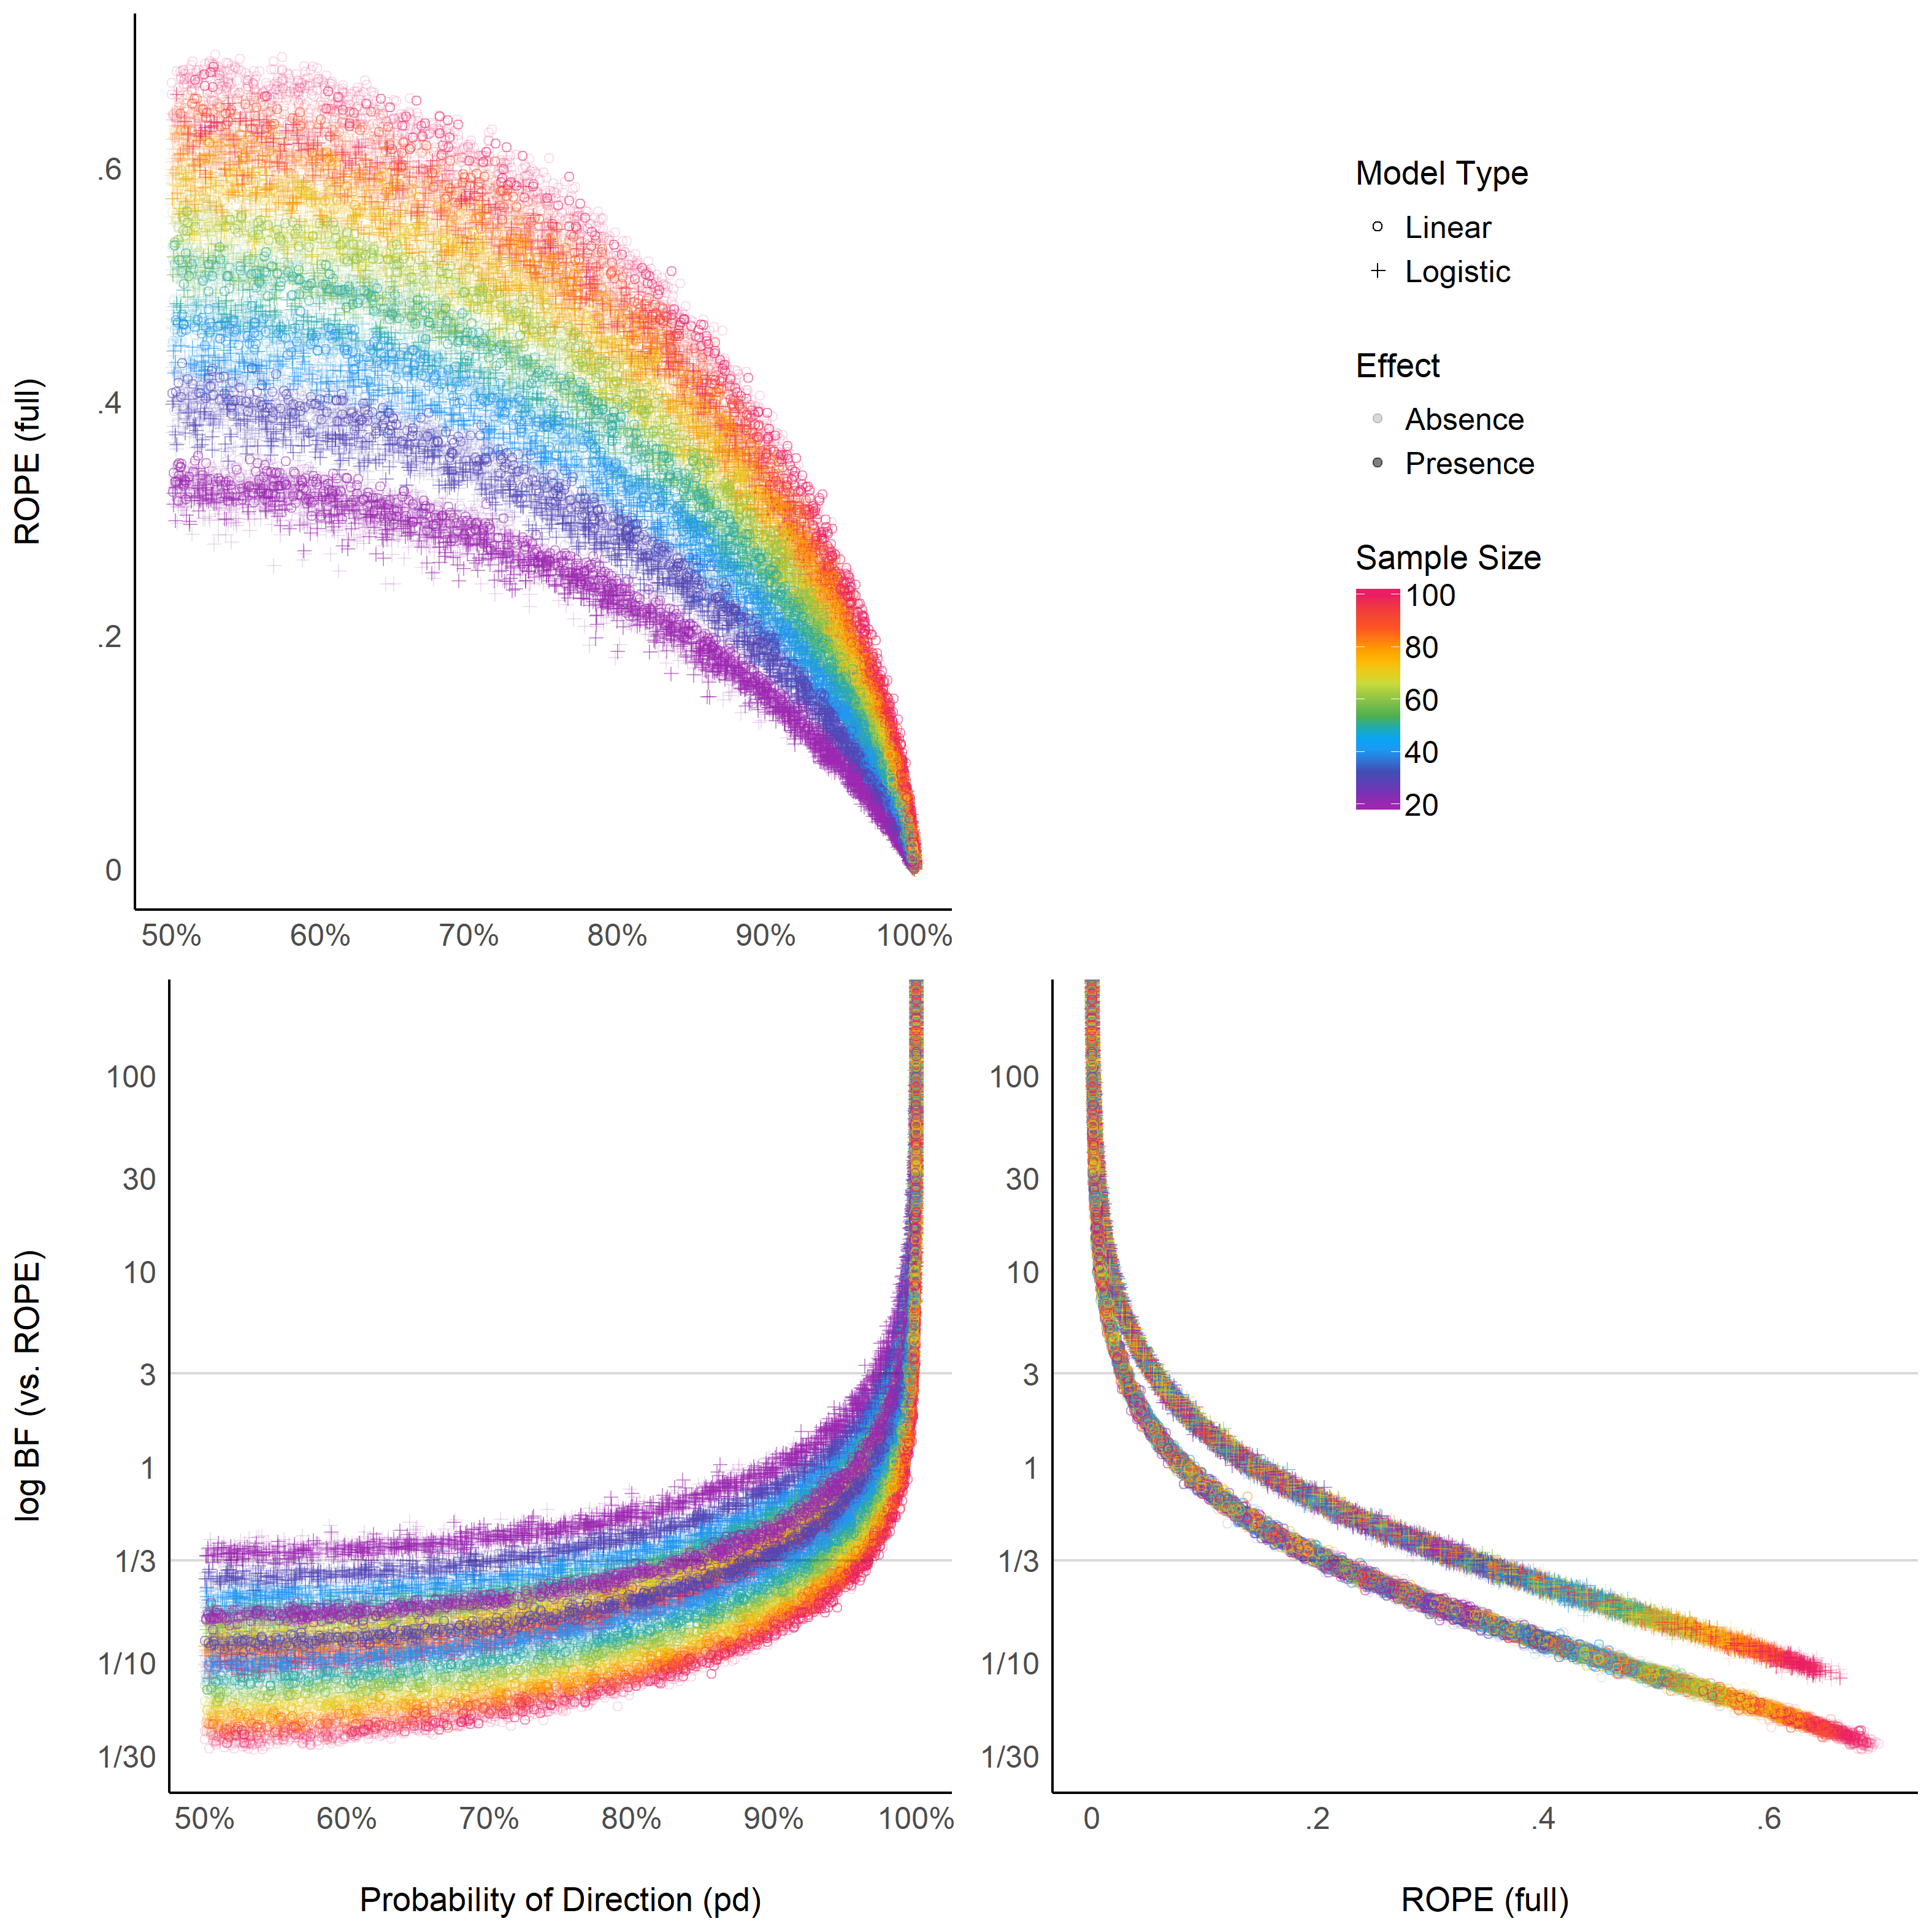 ROPE (full)
.6
.4
.2
0
50% 60% 70% 80% 90% 100%
Model Type
Linear
Logistic
Effect
Absence
Presence
Sample Size
100
80
60
40
20
log BF (vs. ROPE)
100
30
10
3
1
1/3
1/10
1/30
50% 60% 70% 80% 90% 100%
Probability of Direction (pd)
100
30
10
3
1
1/3
1/10
1/30
0 .2 .4 .6
ROPE (full)